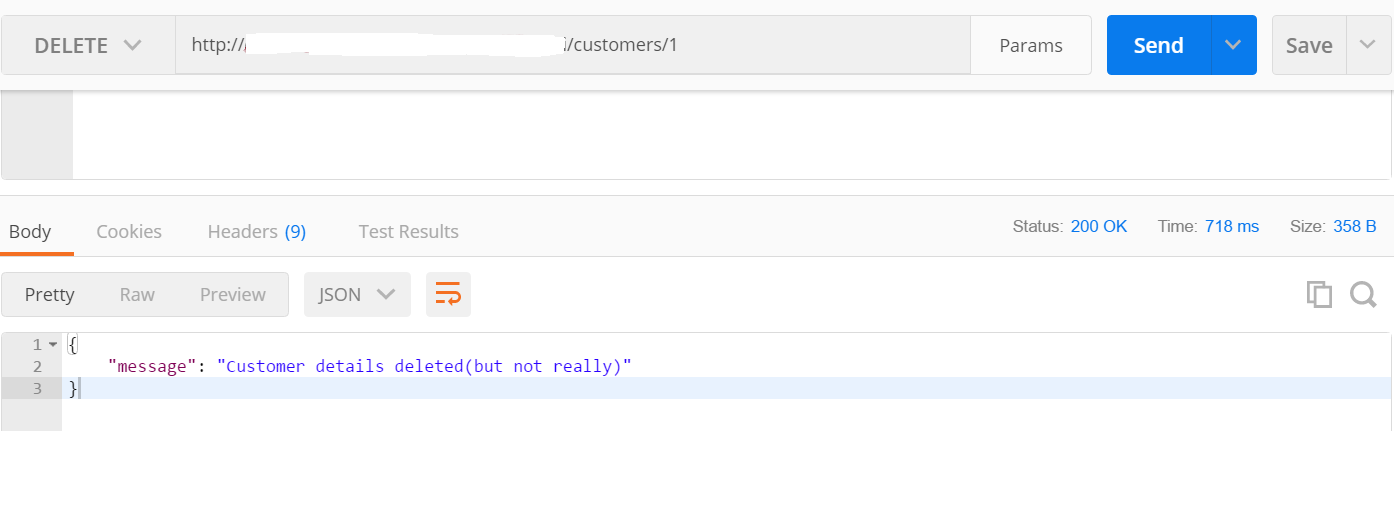 DELETE http:// /customers/1 Params Send Save
Body Cookies Headers (9) Test Results Status: 200 OK Time: 718 ms Size: 358 B
Pretty Raw Preview JSON
1 {
2 "message": "Customer details deleted(but not really)"
3 }